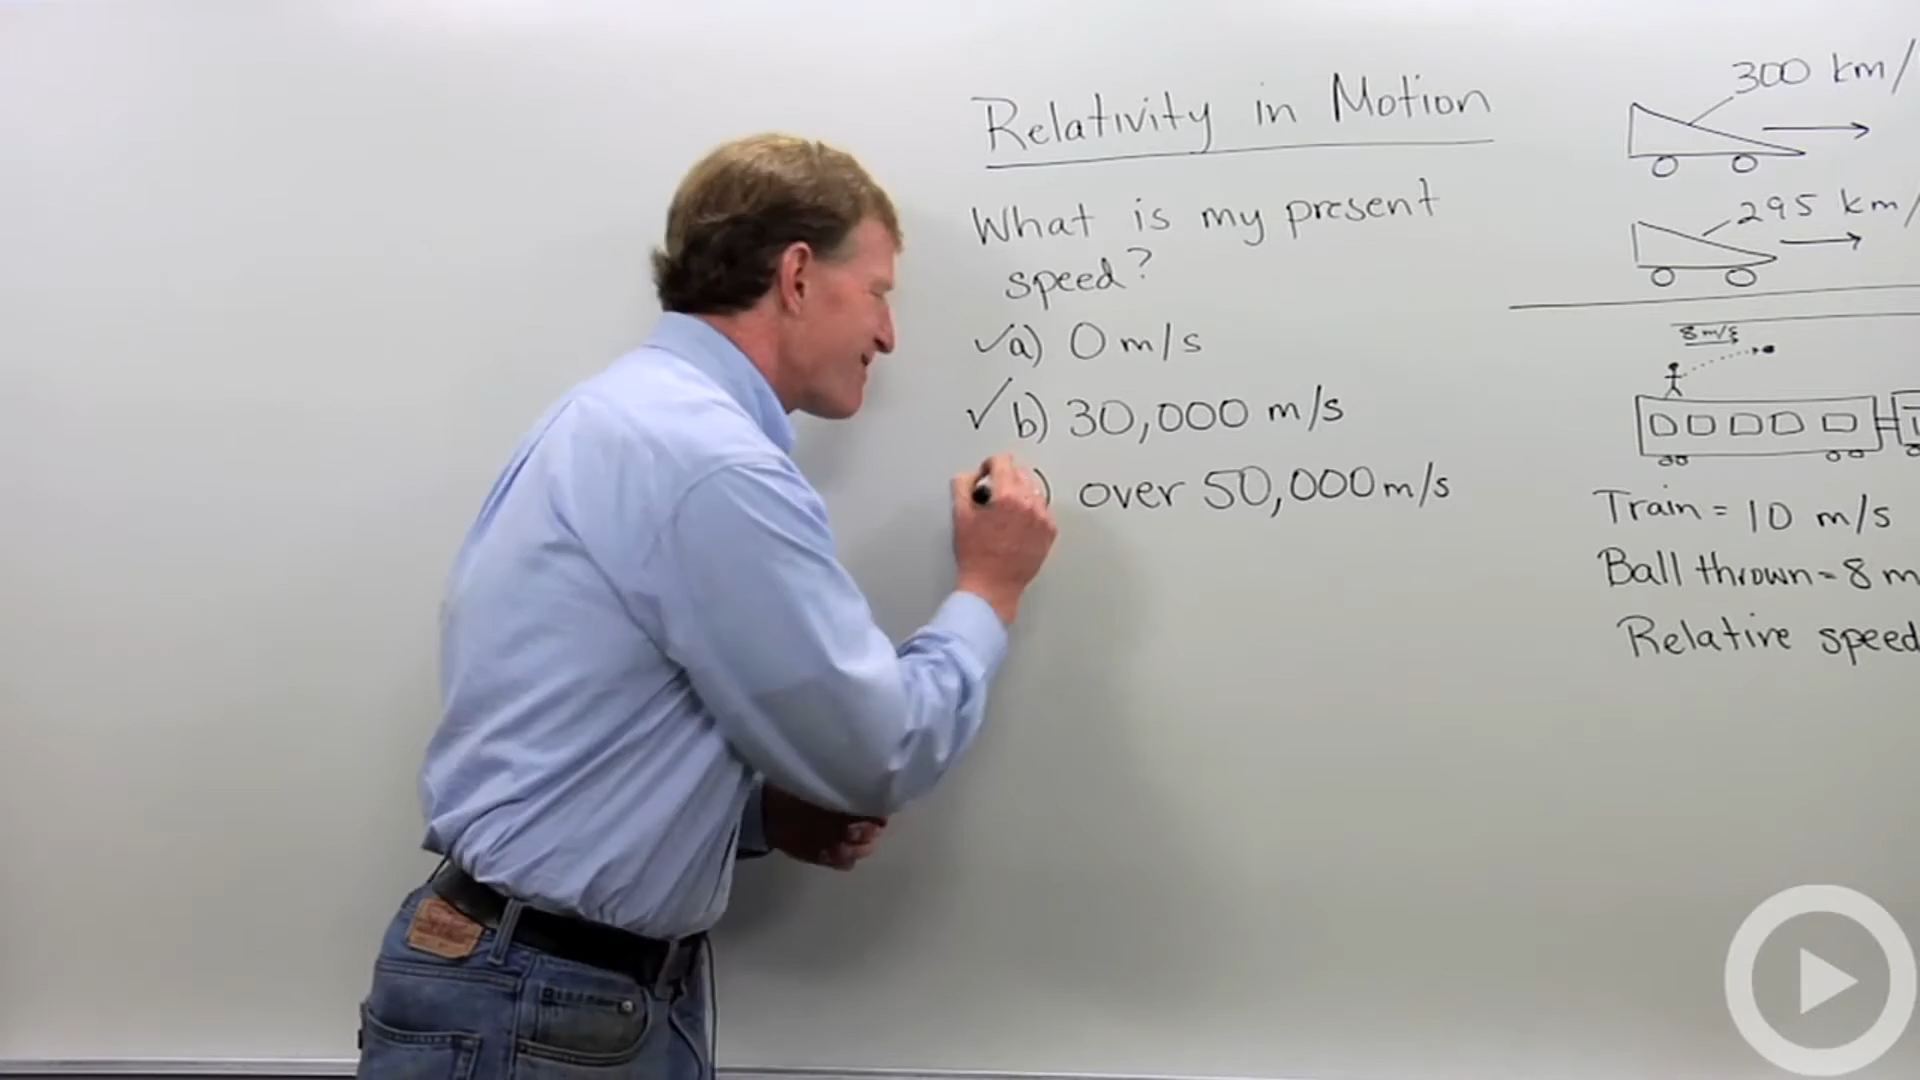 Relativity in Motion
What is my present
speed?
✓a) 0 m/s
✓ b) 30,000 m/s
) over 50,000 m/s
300 km/
295 km/
8 m/s
Train = 10 m/s
Ball thrown = 8 m
Relative speed